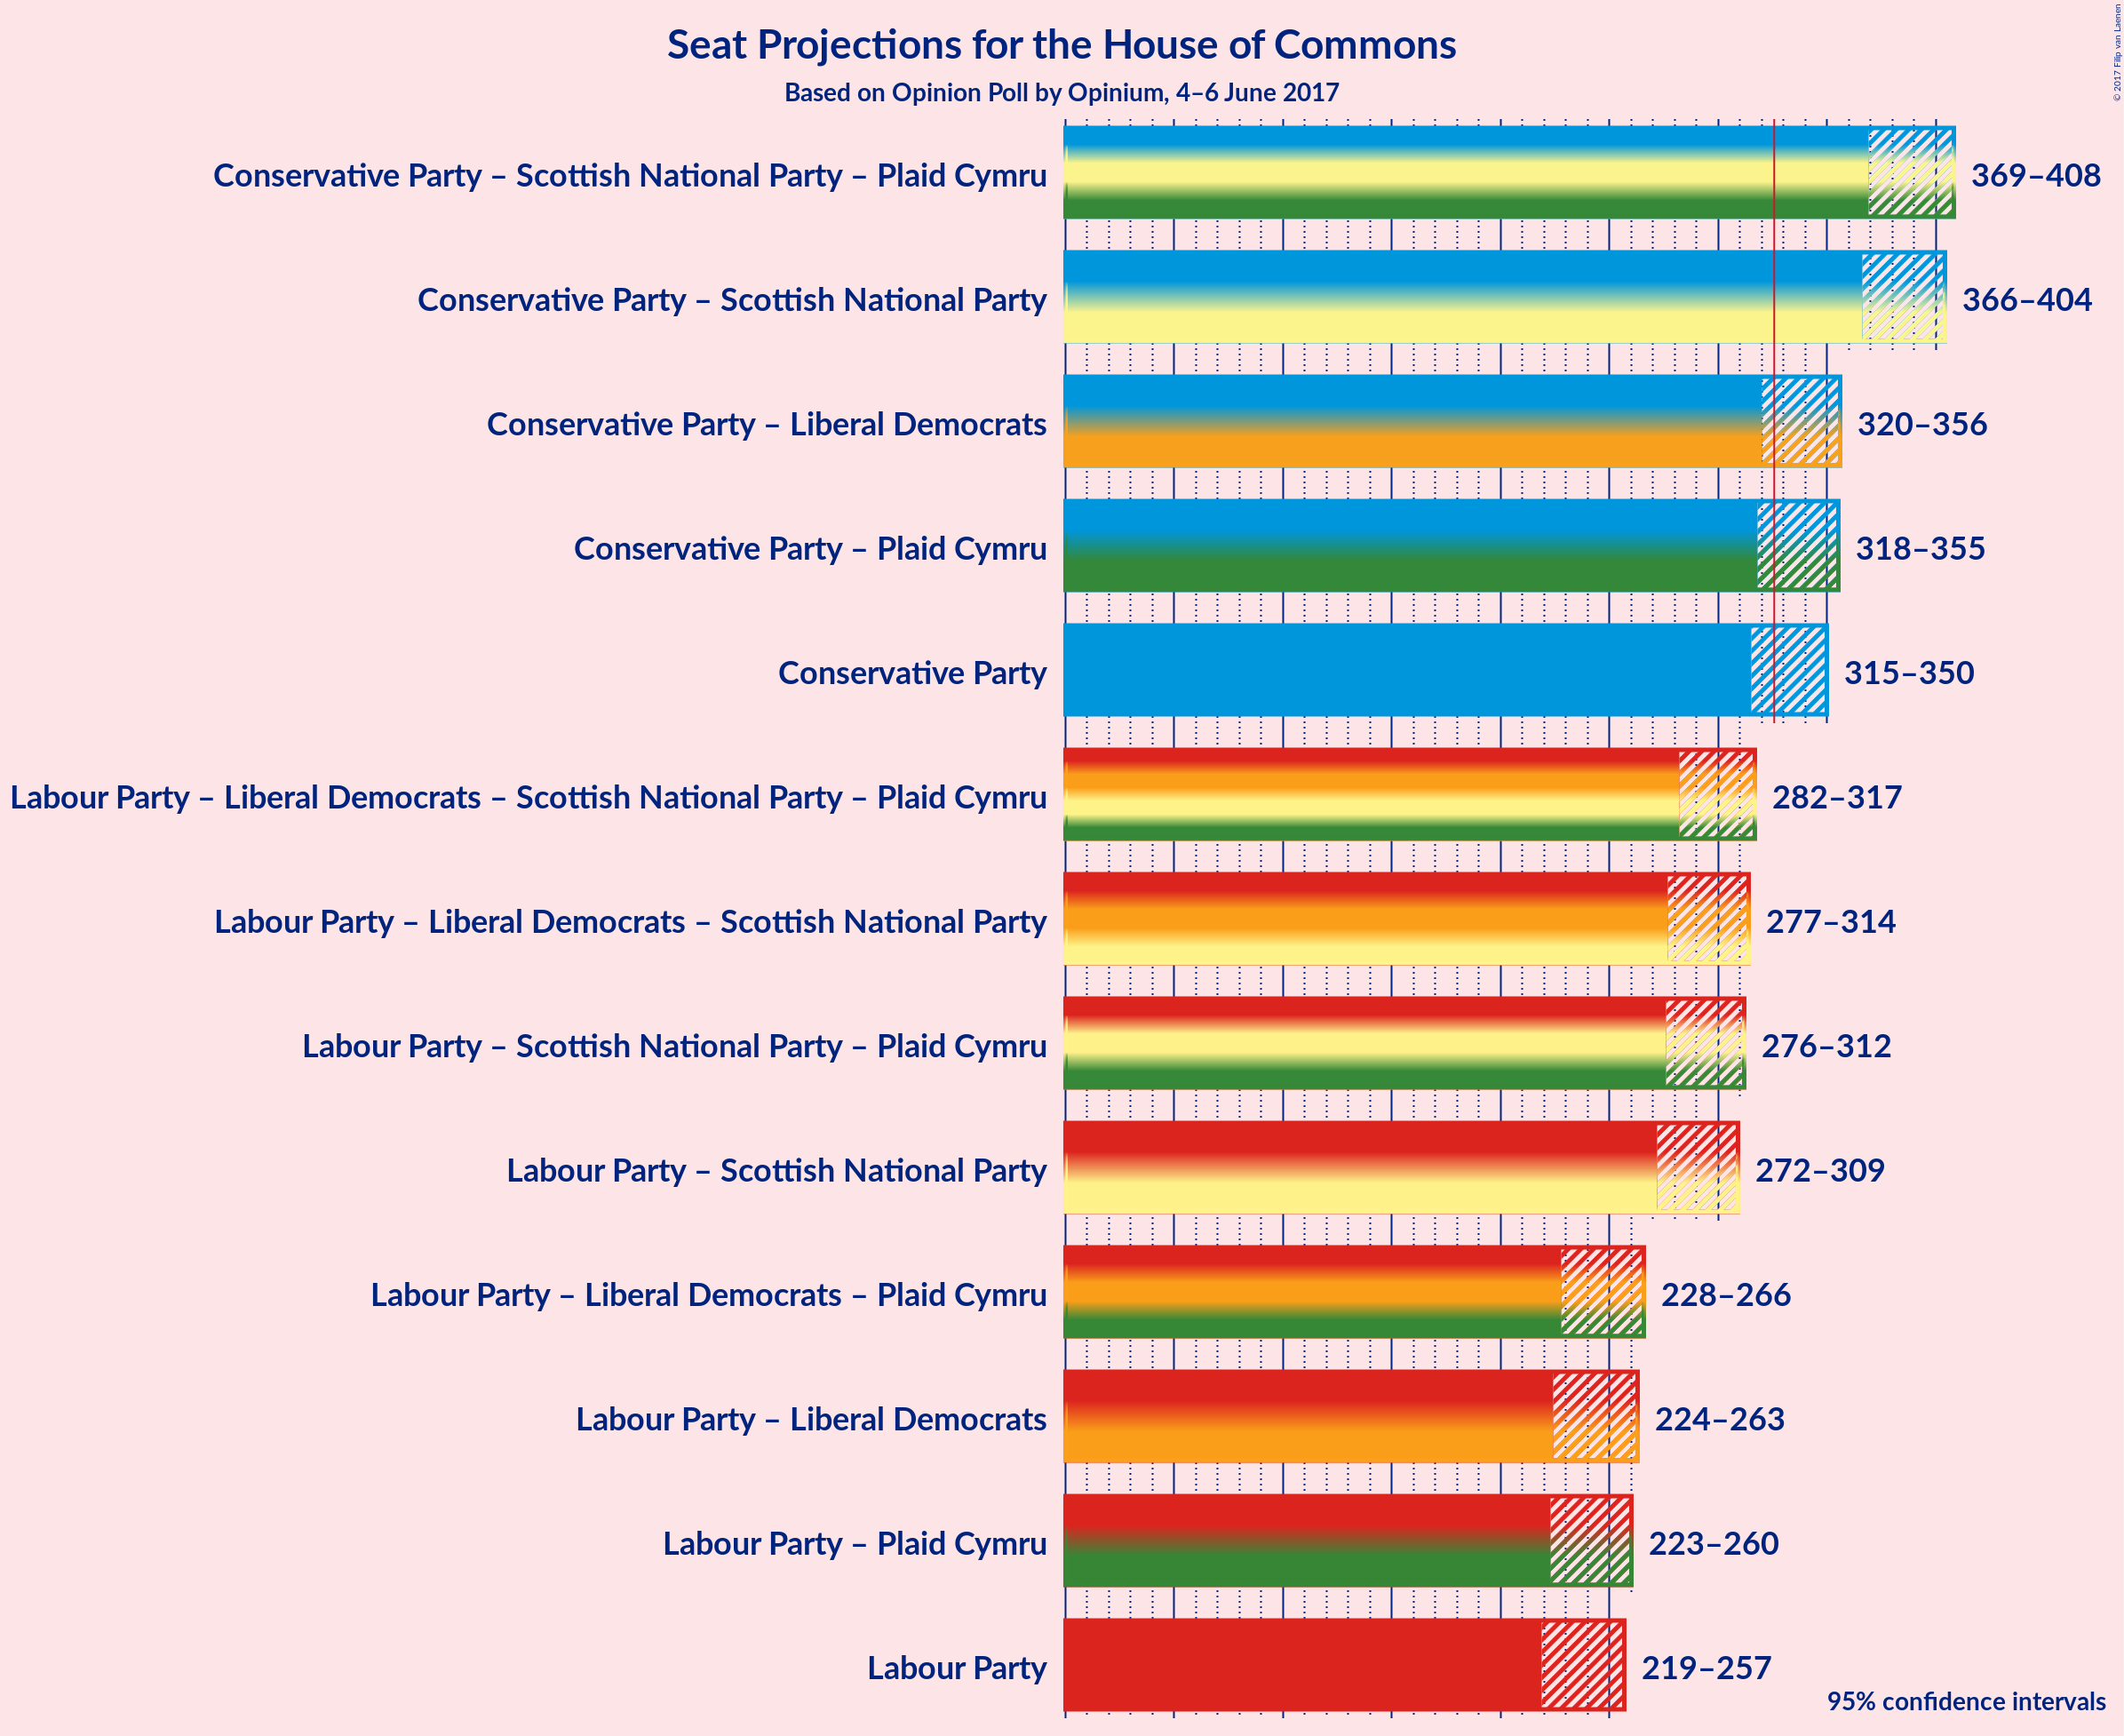 Seat Projections for the House of Commons
Based on Opinion Poll by Opinium, 4–6 June 2017
© 2017 Filip van Laenen
Conservative Party – Scottish National Party – Plaid Cymru 369–408
Conservative Party – Scottish National Party 366–404
Conservative Party – Liberal Democrats 320–356
Conservative Party – Plaid Cymru 318–355
Conservative Party 315–350
Labour Party – Liberal Democrats – Scottish National Party – Plaid Cymru 282–317
Labour Party – Liberal Democrats – Scottish National Party 277–314
Labour Party – Scottish National Party – Plaid Cymru 276–312
Labour Party – Scottish National Party 272–309
Labour Party – Liberal Democrats – Plaid Cymru 228–266
Labour Party – Liberal Democrats 224–263
Labour Party – Plaid Cymru 223–260
Labour Party 219–257
95% confidence intervals